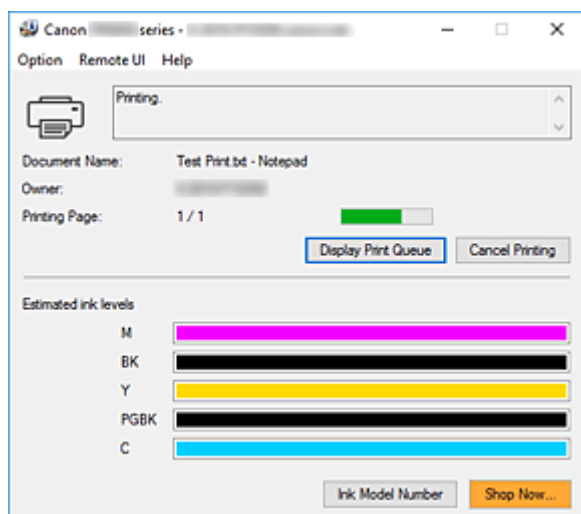 Canon series -
Option Remote UI Help
Printing.
Document Name: Test Print.txt - Notepad
Owner:
Printing Page: 1 / 1
Display Print Queue Cancel Printing
Estimated ink levels
M
BK
Y
PGBK
C
Ink Model Number Shop Now...